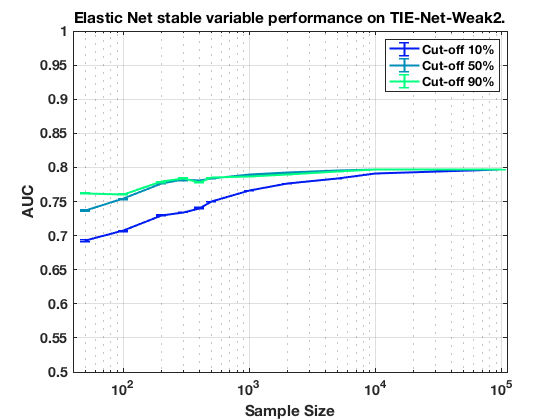 Elastic Net stable variable performance on TIE-Net-Weak2.
1
0.95
0.9
0.85
0.8
0.75
0.7
0.65
0.6
0.55
0.5
AUC
Cut-off 10%
Cut-off 50%
Cut-off 90%
10² 10³ 10⁴ 10⁵
Sample Size